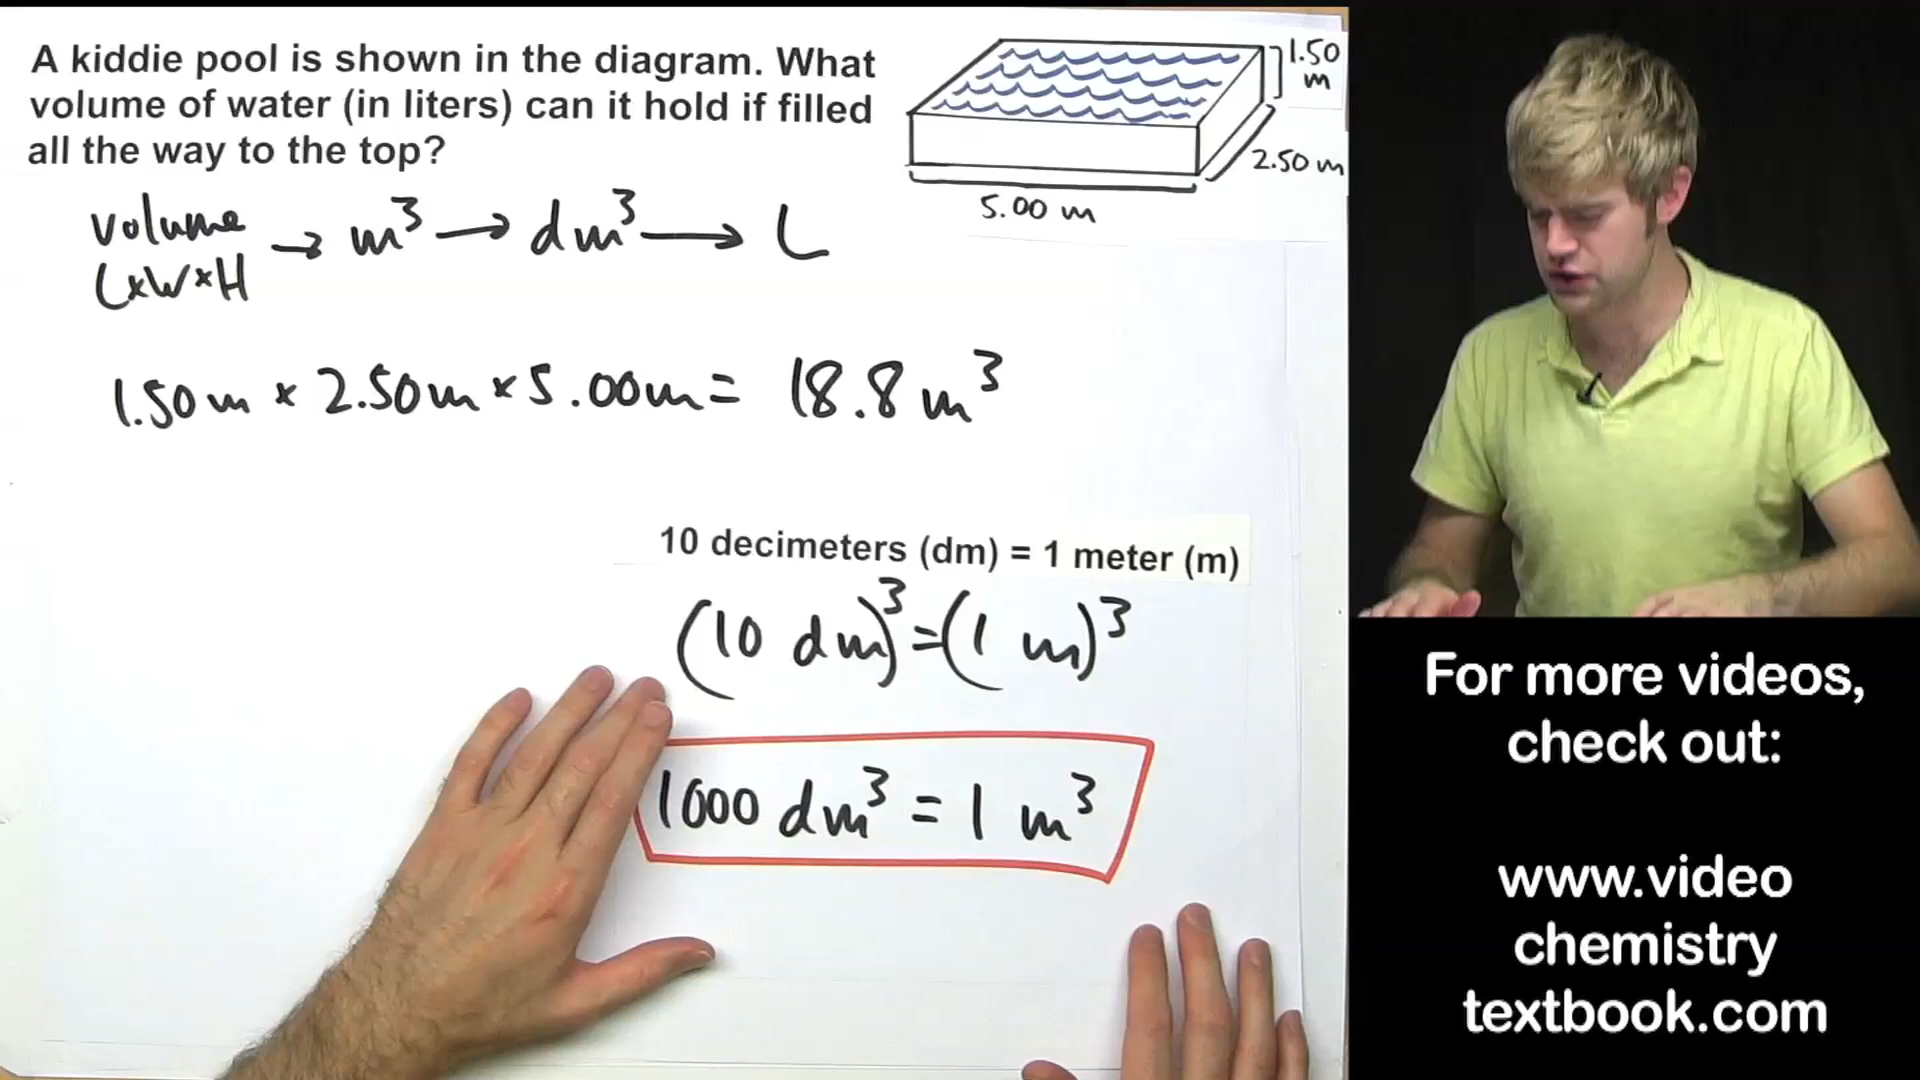 A kiddie pool is shown in the diagram. What
volume of water (in liters) can it hold if filled
all the way to the top?
1.50
m
2.50 m
5.00 m
volume
L×W×H
→ m³ → dm³ → L
1.50m × 2.50m × 5.00m = 18.8 m³
10 decimeters (dm) = 1 meter (m)
(10 dm)³ = (1 m)³
1000 dm³ = 1 m³
For more videos,
check out:
www.video
chemistry
textbook.com